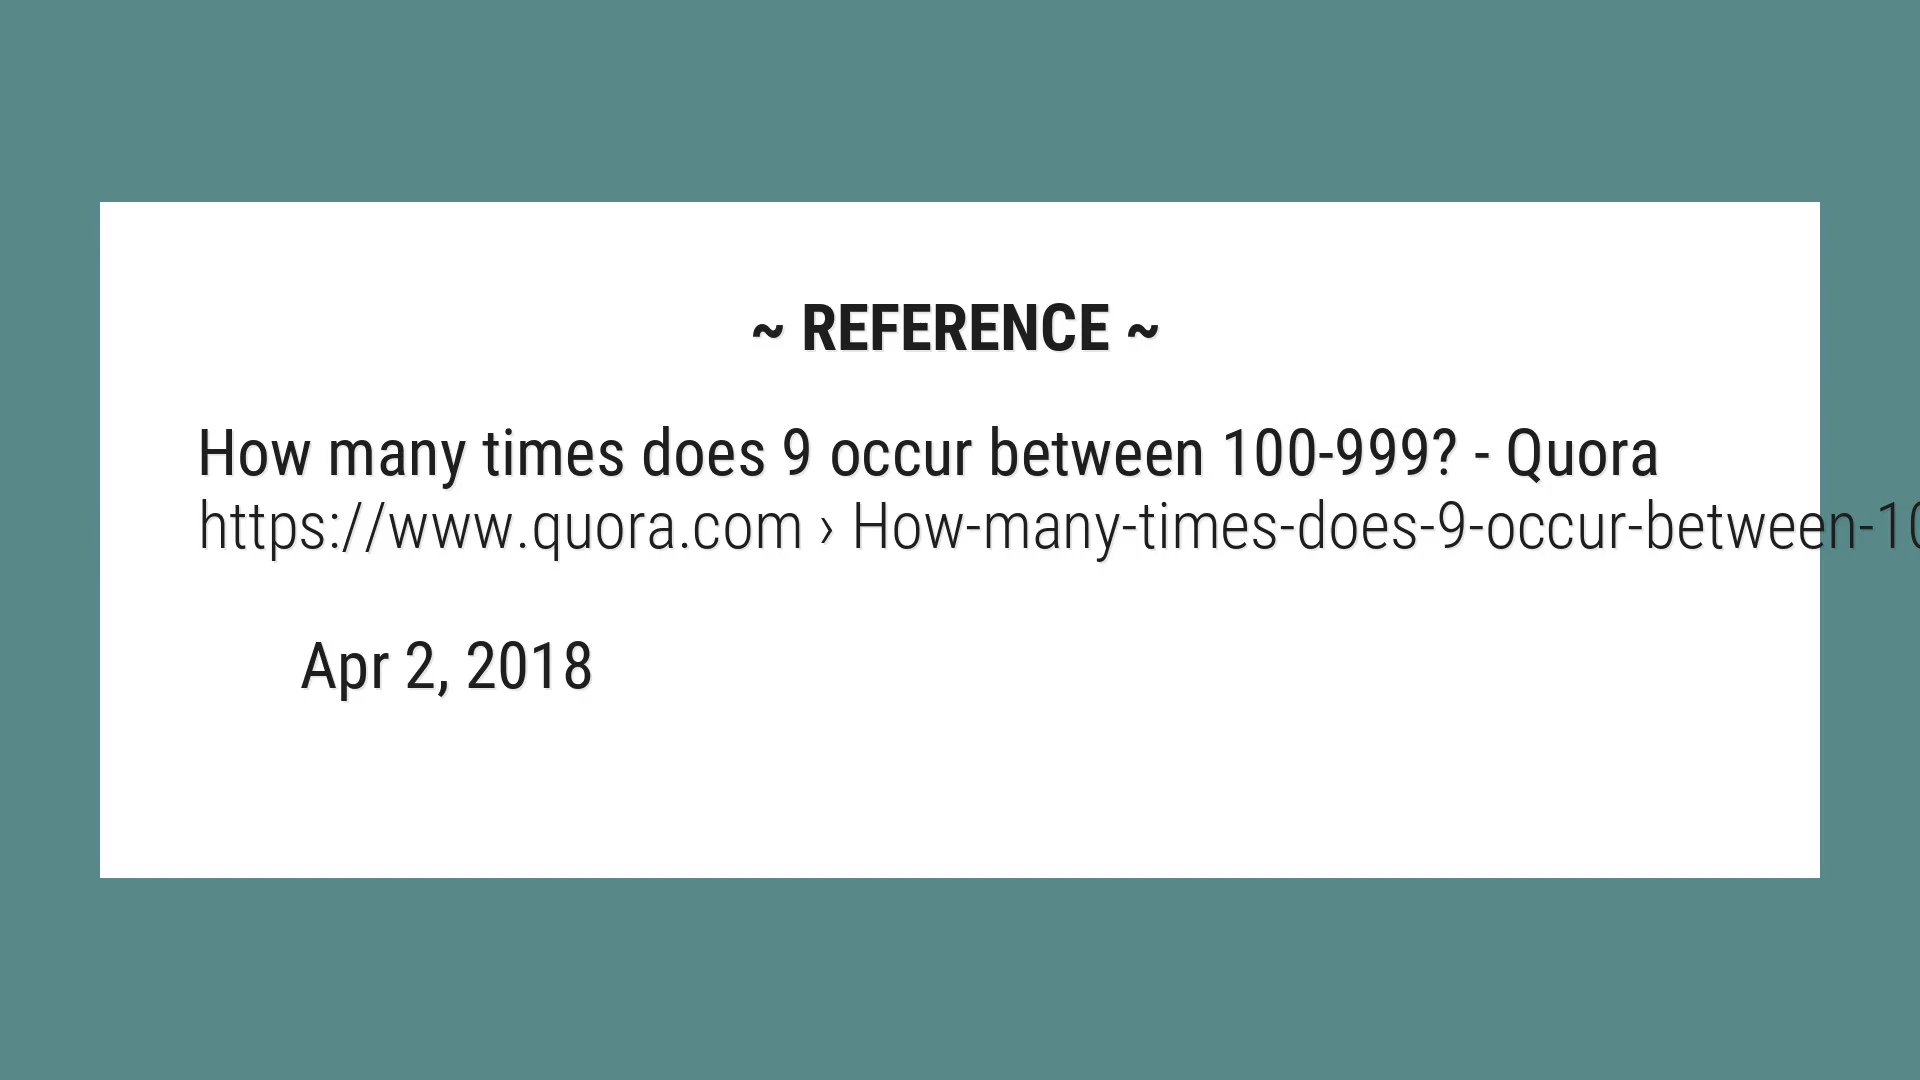 ~ REFERENCE ~
How many times does 9 occur between 100-999? - Quora
https://www.quora.com › How-many-times-does-9-occur-between-10
Apr 2, 2018